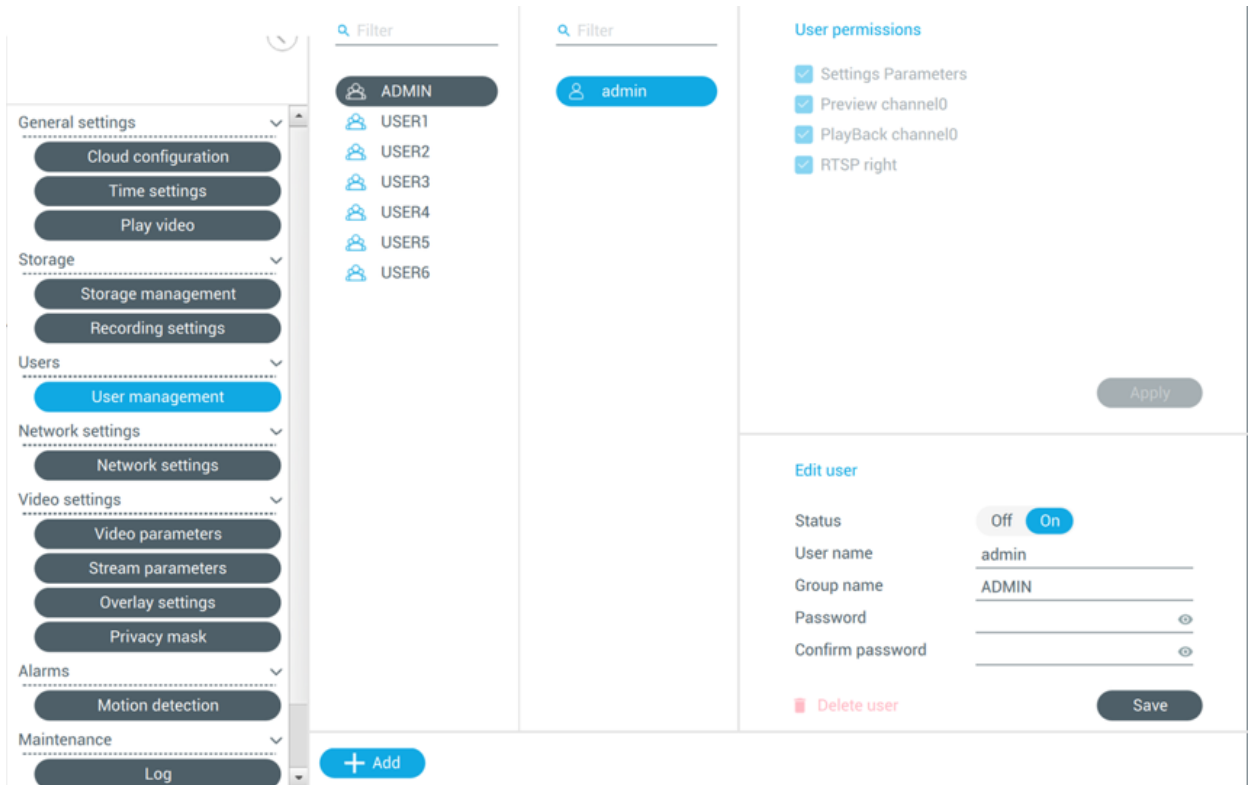 General settings
Cloud configuration
Time settings
Play video
Storage
Storage management
Recording settings
Users
User management
Network settings
Network settings
Video settings
Video parameters
Stream parameters
Overlay settings
Privacy mask
Alarms
Motion detection
Maintenance
Log
Filter
ADMIN
USER1
USER2
USER3
USER4
USER5
USER6
Filter
admin
User permissions
Settings Parameters
Preview channel0
PlayBack channel0
RTSP right
Apply
Edit user
Status Off On
User name admin
Group name ADMIN
Password
Confirm password
Delete user Save
Add